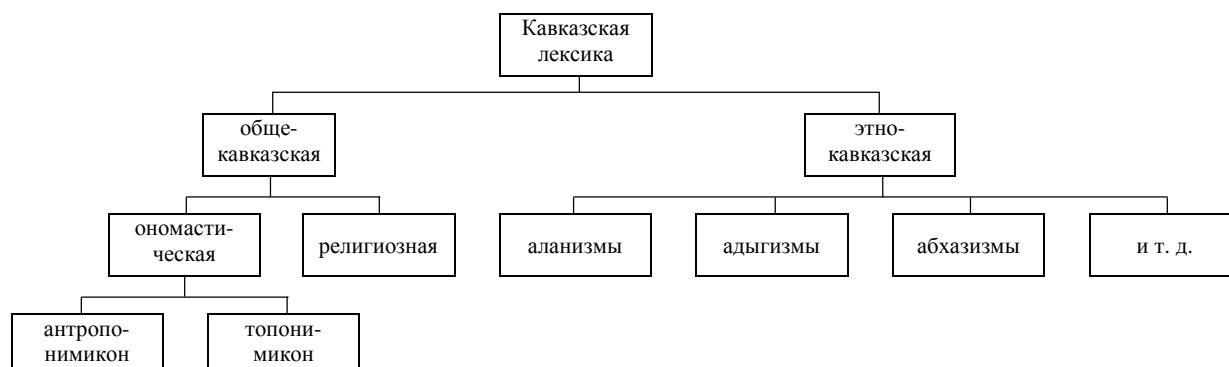 Кавказская
лексика
обще-
кавказская
этно-
кавказская
ономасти-
ческая
религиозная
аланизмы
адыгизмы
абхазизмы
и т. д.
антропо-
нимикон
топони-
микон